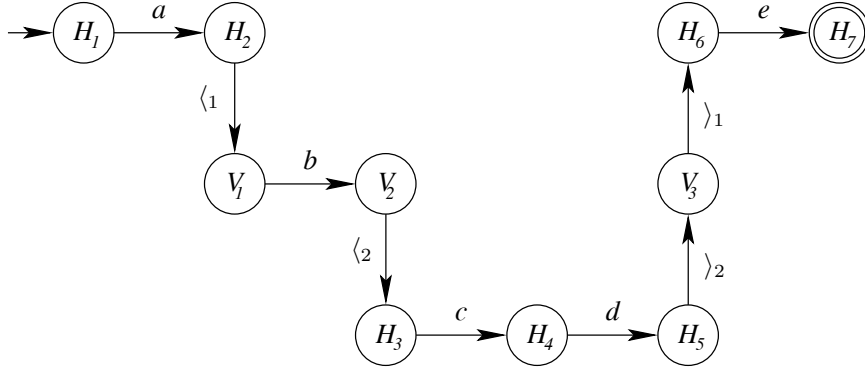 a e
H1 H2 H6 H7
⟨1 ⟩1
b
V1 V2 V3
⟨2 ⟩2
c d
H3 H4 H5